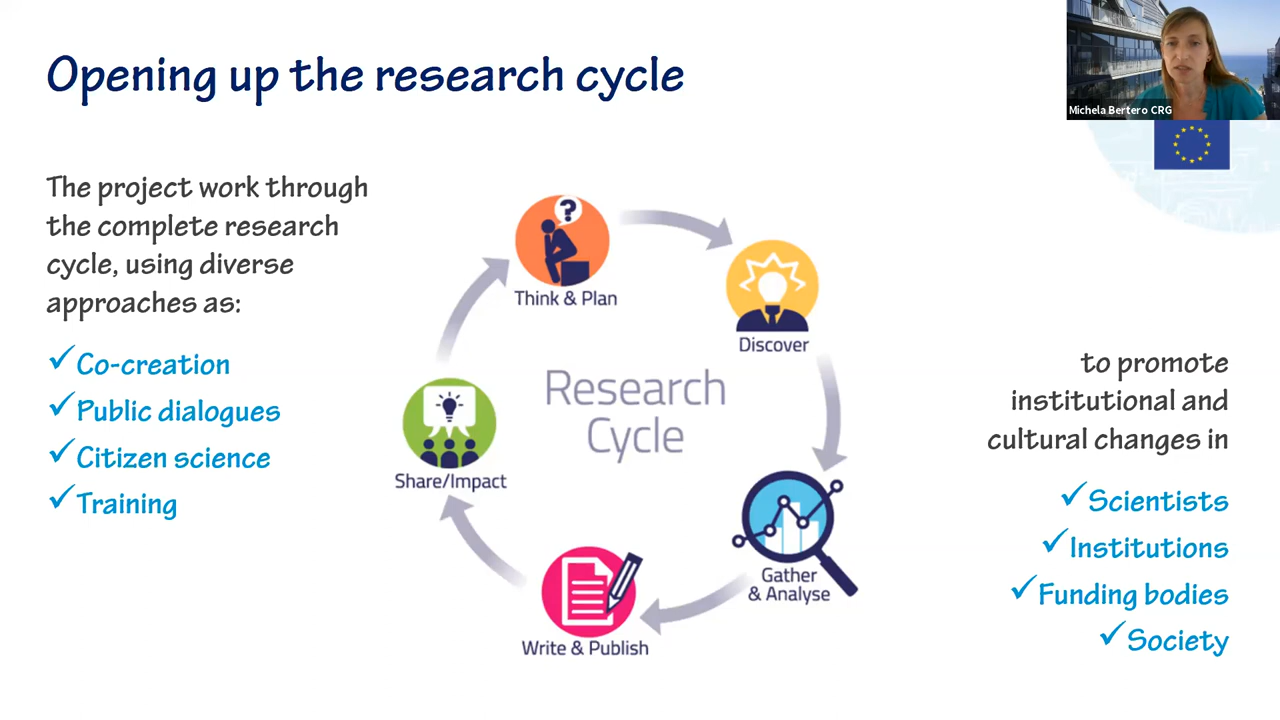 Opening up the research cycle
Michela Bertero CRG
The project work through
the complete research
cycle, using diverse
approaches as:
✓Co-creation
✓Public dialogues
✓Citizen science
✓Training
?
Think & Plan
Discover
Research
Cycle
Share/Impact
Gather
& Analyse
Write & Publish
to promote
institutional and
cultural changes in
✓Scientists
✓Institutions
✓Funding bodies
✓Society